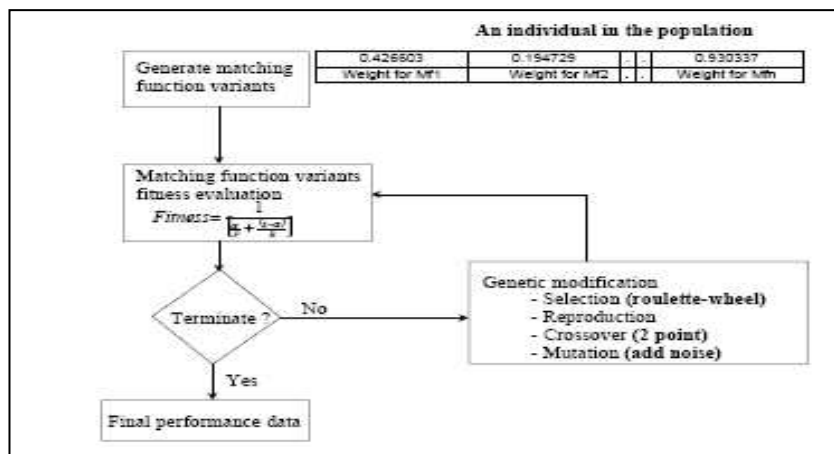 An individual in the population
0.426603 0.194729 . . 0.930337
Weight for Mf1 Weight for Mf2 . . Weight for Mfn
Generate matching
function variants
Matching function variants
fitness evaluation
Fitness= 1
Terminate ?
No
Yes
Genetic modification
- Selection (roulette-wheel)
- Reproduction
- Crossover (2 point)
- Mutation (add noise)
Final performance data